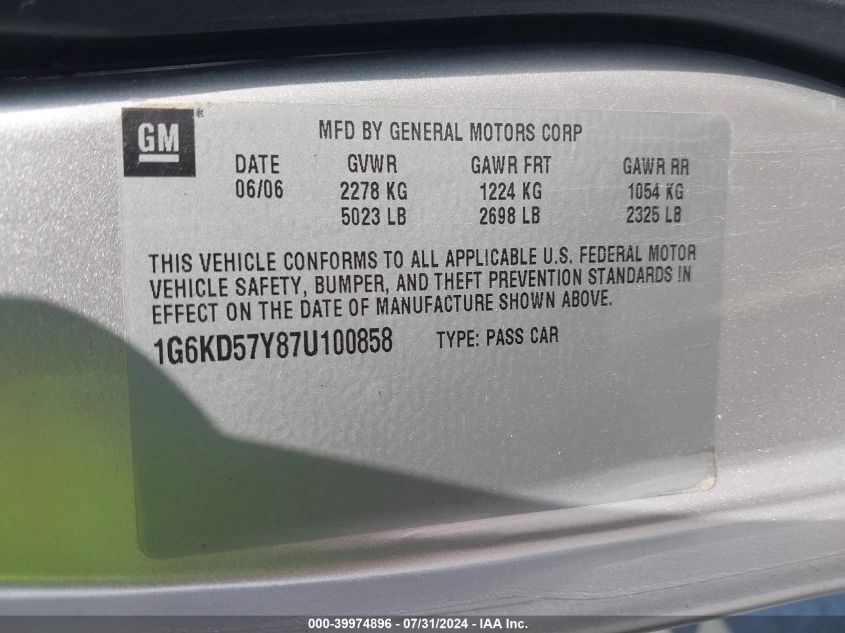 GM®
MFD BY GENERAL MOTORS CORP
DATE GVWR GAWR FRT GAWR RR
06/06 2278 KG 1224 KG 1054 KG
5023 LB 2698 LB 2325 LB
THIS VEHICLE CONFORMS TO ALL APPLICABLE U.S. FEDERAL MOTOR
VEHICLE SAFETY, BUMPER, AND THEFT PREVENTION STANDARDS IN
EFFECT ON THE DATE OF MANUFACTURE SHOWN ABOVE.
1G6KD57Y87U100858 TYPE: PASS CAR
000-39974896 - 07/31/2024 - IAA Inc.